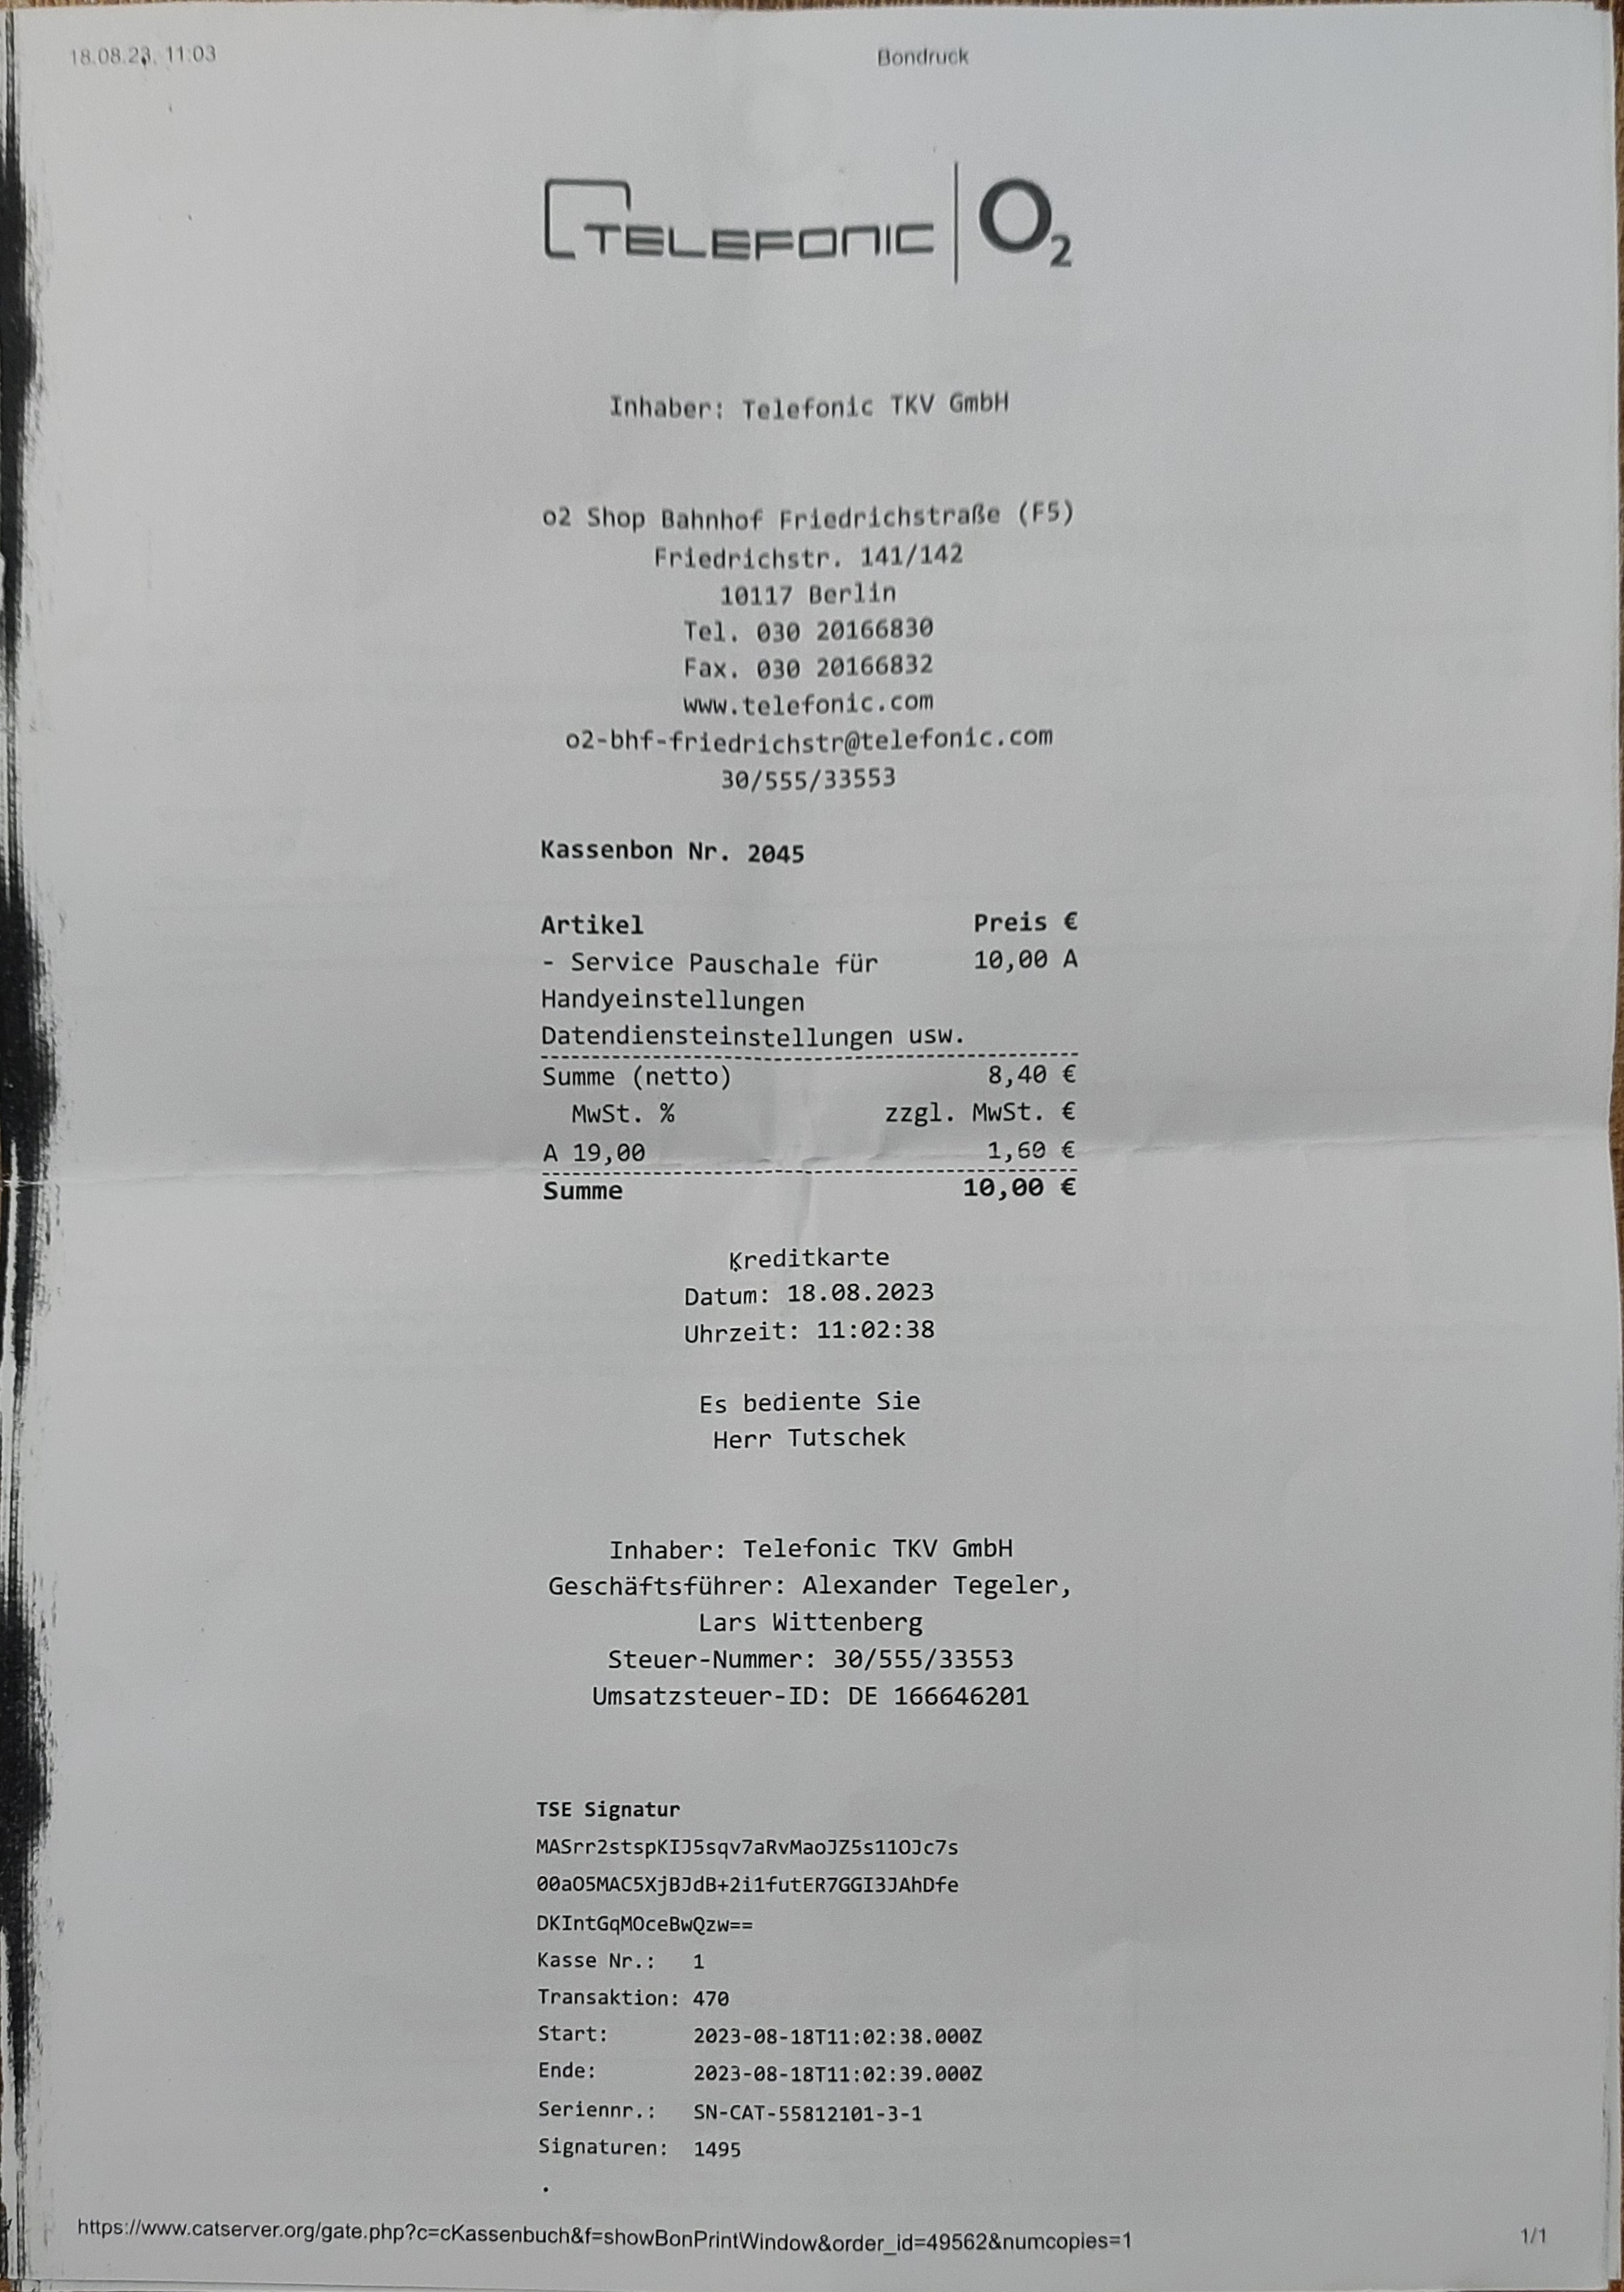 18.08.23, 11:03 Bondruck
TELEFONIC O2
Inhaber: Telefonic TKV GmbH
o2 Shop Bahnhof Friedrichstraße (F5)
Friedrichstr. 141/142
10117 Berlin
Tel. 030 20166830
Fax. 030 20166832
www.telefonic.com
o2-bhf-friedrichstr@telefonic.com
30/555/33553
Kassenbon Nr. 2045
Artikel Preis €
- Service Pauschale für 10,00 A
Handyeinstellungen
Datendiensteinstellungen usw.
Summe (netto) 8,40 €
MwSt. % zzgl. MwSt. €
A 19,00 1,60 €
Summe 10,00 €
Kreditkarte
Datum: 18.08.2023
Uhrzeit: 11:02:38
Es bediente Sie
Herr Tutschek
Inhaber: Telefonic TKV GmbH
Geschäftsführer: Alexander Tegeler,
Lars Wittenberg
Steuer-Nummer: 30/555/33553
Umsatzsteuer-ID: DE 166646201
TSE Signatur
MASrr2stspKIJ5sqv7aRvMaoJZ5s11OJc7s
00aO5MAC5XjBJdB+2i1futER7GGI3JAhDfe
DKIntGqMOceBwQzw==
Kasse Nr.: 1
Transaktion: 470
Start: 2023-08-18T11:02:38.000Z
Ende: 2023-08-18T11:02:39.000Z
Seriennr.: SN-CAT-55812101-3-1
Signaturen: 1495
.
https://www.catserver.org/gate.php?c=cKassenbuch&f=showBonPrintWindow&order_id=49562&numcopies=1 1/1